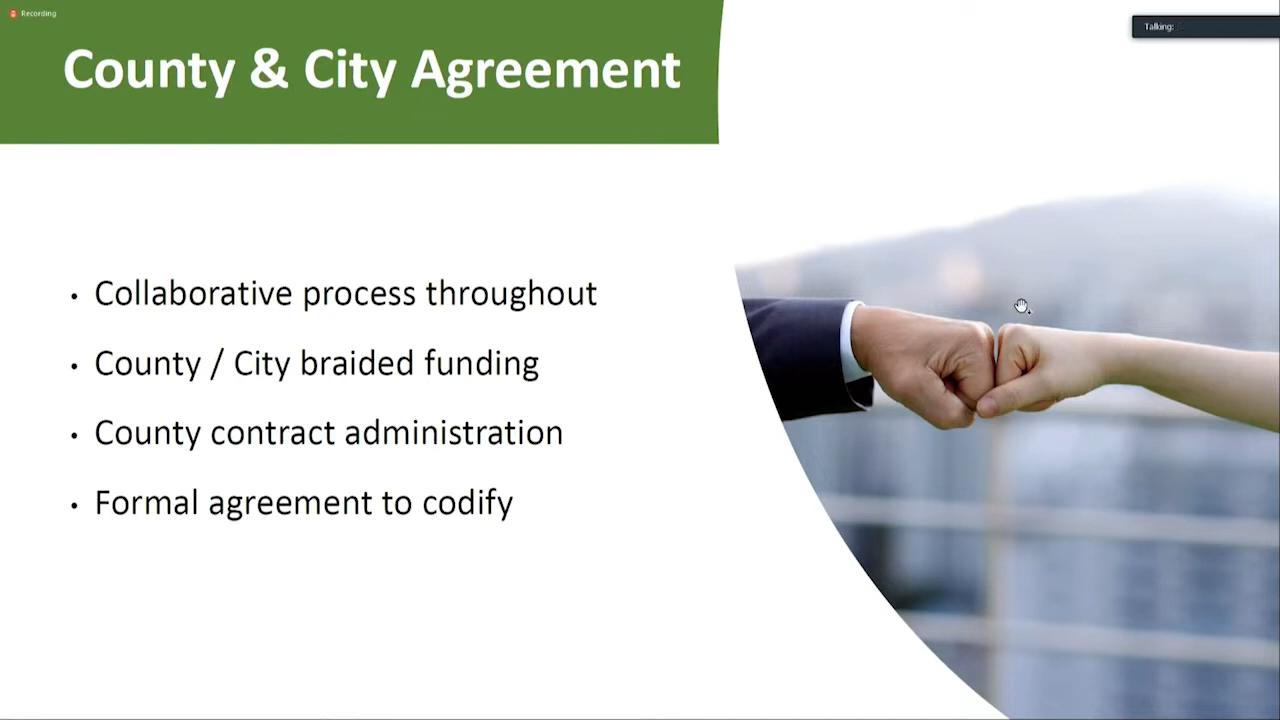 Recording
Talking:
County & City Agreement
• Collaborative process throughout
• County / City braided funding
• County contract administration
• Formal agreement to codify